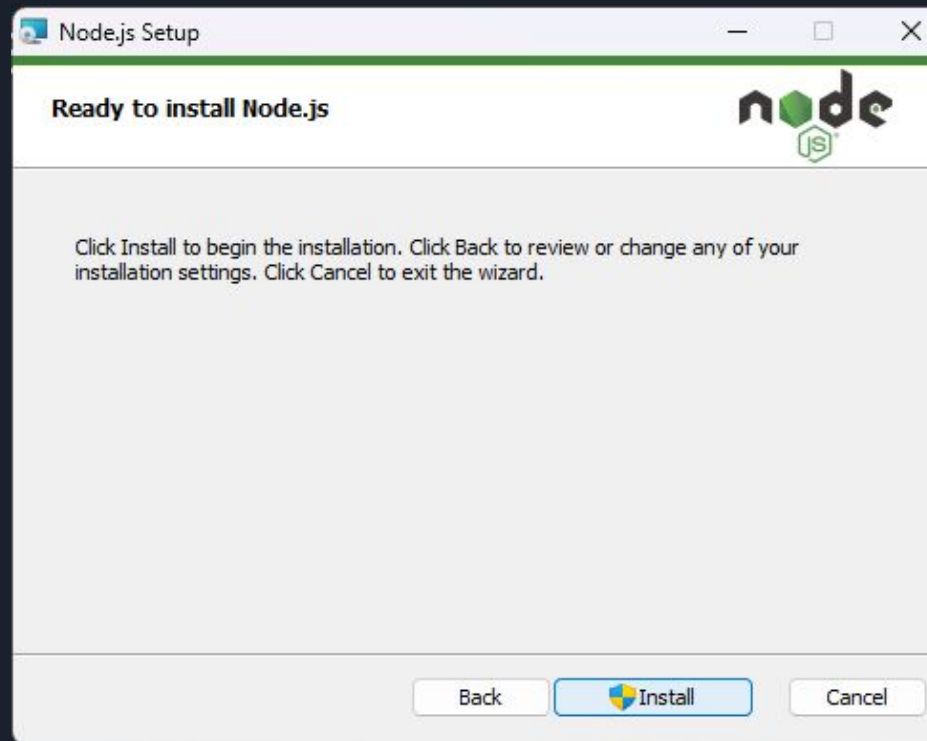 Node.js Setup
Ready to install Node.js
node
JS
Click Install to begin the installation. Click Back to review or change any of your
installation settings. Click Cancel to exit the wizard.
Back Install Cancel